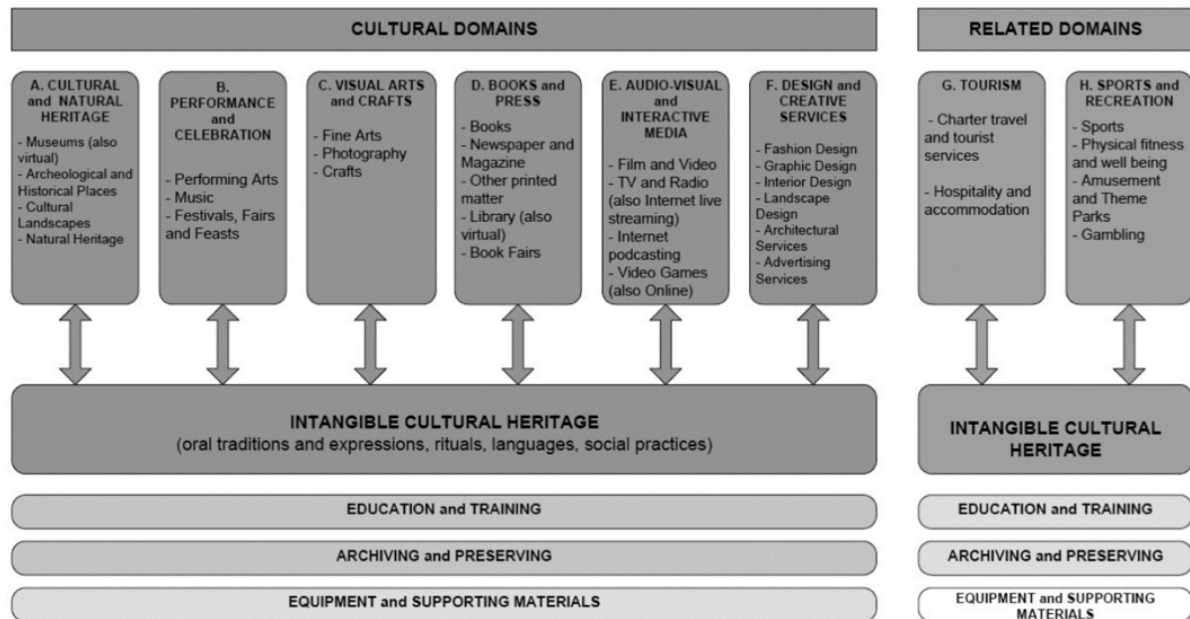 CULTURAL DOMAINS
RELATED DOMAINS
A. CULTURAL
and NATURAL
HERITAGE
- Museums (also
virtual)
- Archeological and
Historical Places
- Cultural
Landscapes
- Natural Heritage
B.
PERFORMANCE
and
CELEBRATION
- Performing Arts
- Music
- Festivals, Fairs
and Feasts
C. VISUAL ARTS
and CRAFTS
- Fine Arts
- Photography
- Crafts
D. BOOKS and
PRESS
- Books
- Newspaper and
Magazine
- Other printed
matter
- Library (also
virtual)
- Book Fairs
E. AUDIO-VISUAL
and
INTERACTIVE
MEDIA
- Film and Video
- TV and Radio
(also Internet live
streaming)
- Internet
podcasting
- Video Games
(also Online)
F. DESIGN and
CREATIVE
SERVICES
- Fashion Design
- Graphic Design
- Interior Design
- Landscape
Design
- Architectural
Services
- Advertising
Services
G. TOURISM
- Charter travel
and tourist
services
- Hospitality and
accommodation
H. SPORTS and
RECREATION
- Sports
- Physical fitness
and well being
- Amusement
and Theme
Parks
- Gambling
INTANGIBLE CULTURAL HERITAGE
(oral traditions and expressions, rituals, languages, social practices)
INTANGIBLE CULTURAL
HERITAGE
EDUCATION and TRAINING
EDUCATION and TRAINING
ARCHIVING and PRESERVING
ARCHIVING and PRESERVING
EQUIPMENT and SUPPORTING MATERIALS
EQUIPMENT and SUPPORTING
MATERIALS